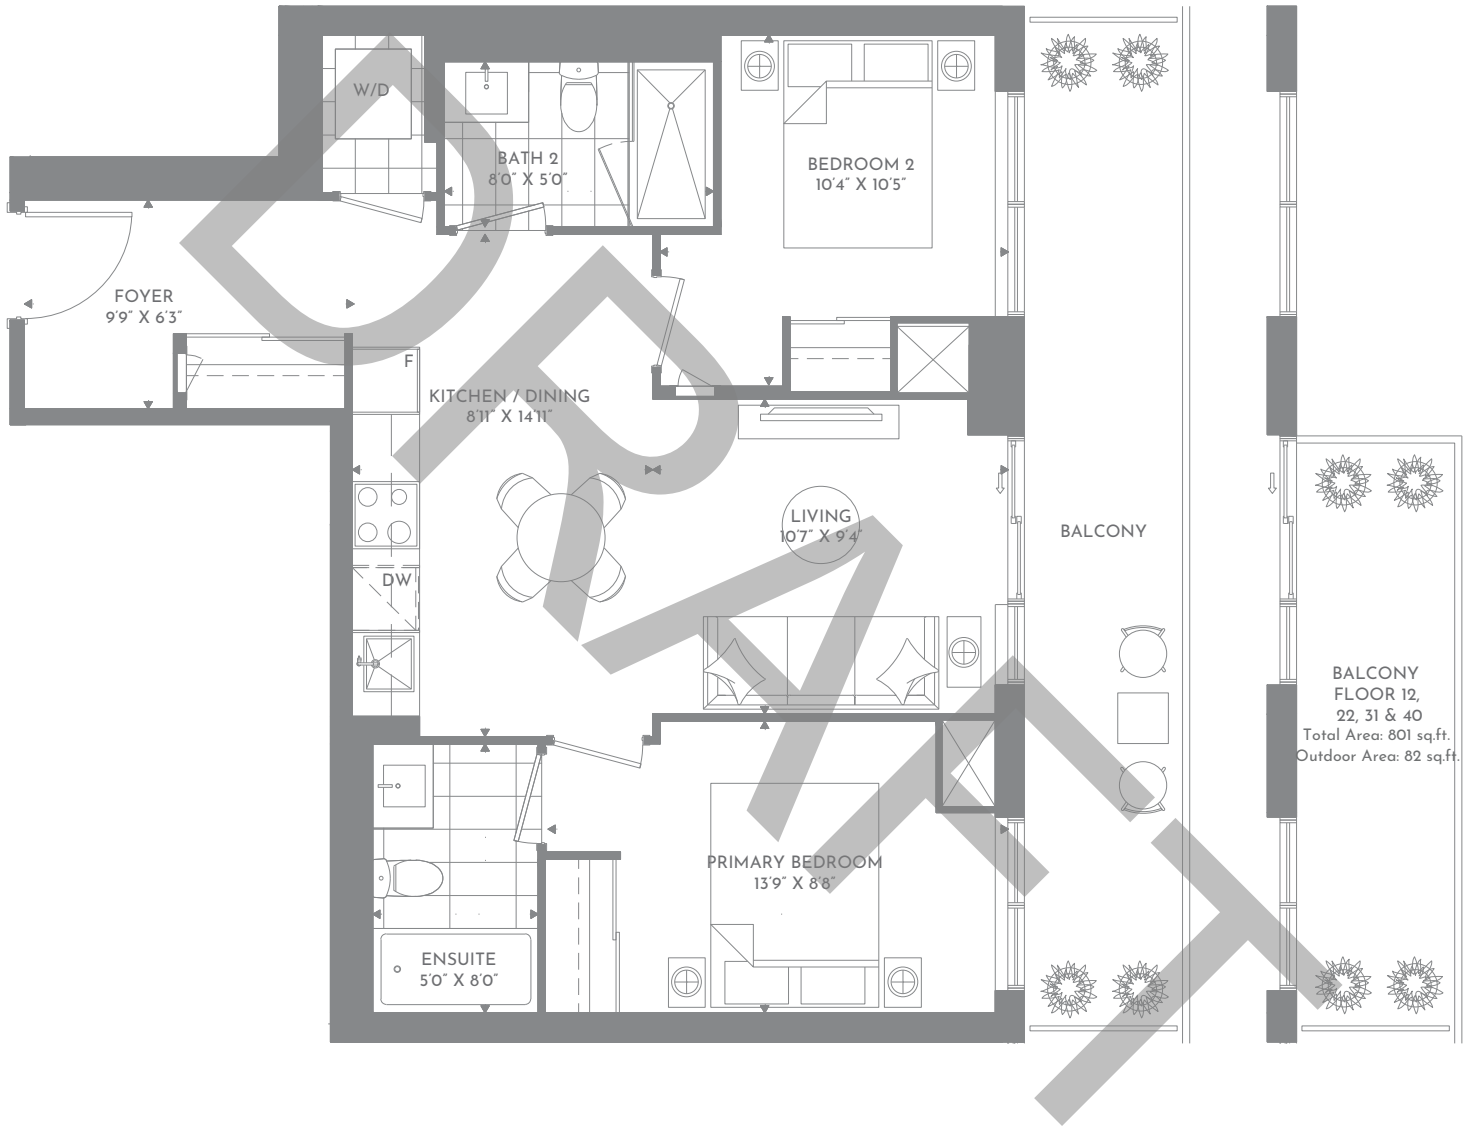 W/D
BATH 2
8'0" X 5'0"
BEDROOM 2
10'4" X 10'5"
FOYER
9'9" X 6'3"
F
KITCHEN / DINING
8'11" X 14'11"
LIVING
10'7" X 9'4"
BALCONY
DW
BALCONY
FLOOR 12,
22, 31 & 40
Total Area: 801 sq.ft.
Outdoor Area: 82 sq.ft.
PRIMARY BEDROOM
13'9" X 8'8"
ENSUITE
5'0" X 8'0"
DRAFT